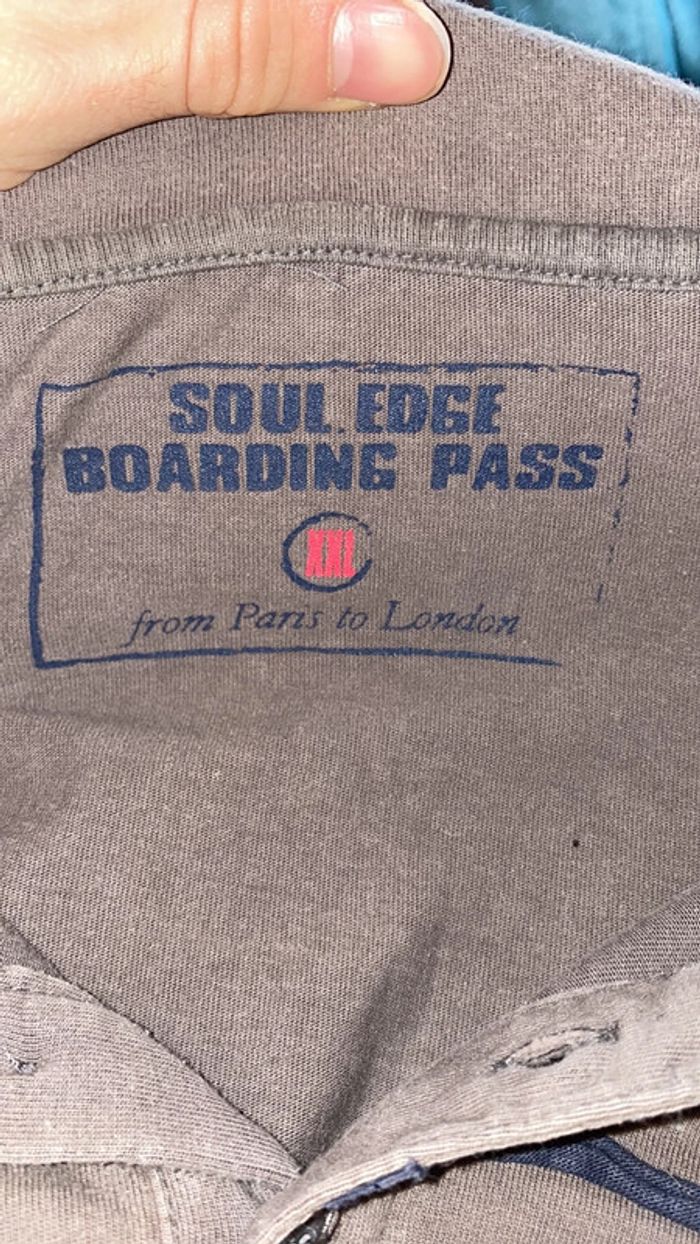 SOUL EDGE
BOARDING PASS
XXL
from Paris to London